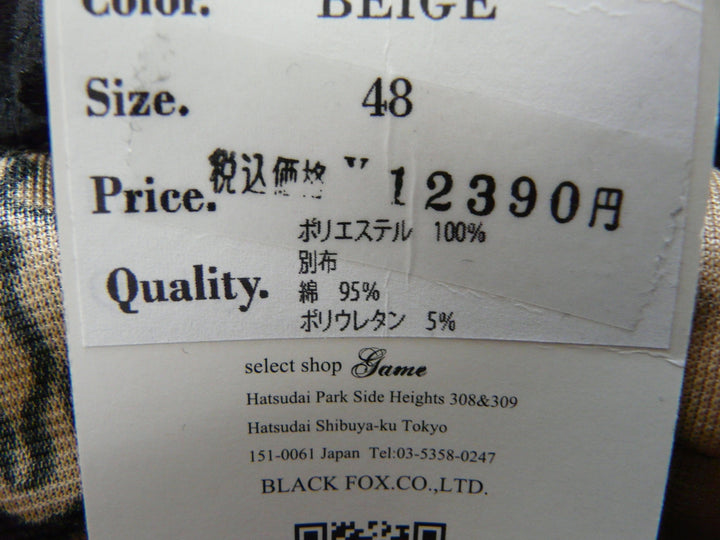 Color. BEIGE
Size. 48
Price. 税込価格 ¥12390円
ポリエステル 100%
別布
Quality. 綿 95%
ポリウレタン 5%
select shop Game
Hatsudai Park Side Heights 308&309
Hatsudai Shibuya-ku Tokyo
151-0061 Japan Tel:03-5358-0247
BLACK FOX.CO.,LTD.